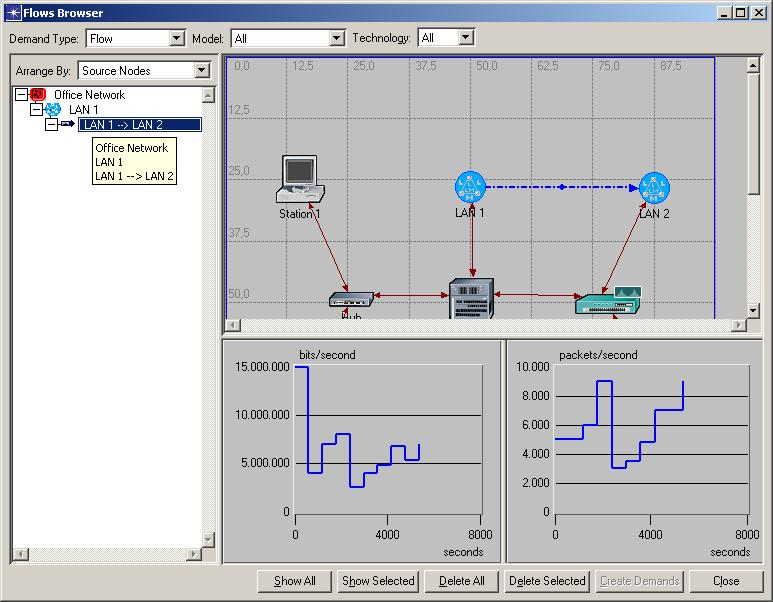 Flows Browser
Demand Type: Flow Model: All Technology: All
Arrange By: Source Nodes
Office Network
LAN 1
LAN 1 --> LAN 2
Office Network
LAN 1
LAN 1 --> LAN 2
0,0 12,5 25,0 37,5 50,0 62,5 75,0 87,5
12,5
25,0
37,5
50,0
Station 1
LAN 1
LAN 2
Hub
bits/second
15.000.000
10.000.000
5.000.000
0
0 4000 8000
seconds
packets/second
10.000
8.000
6.000
4.000
2.000
0
0 4000 8000
seconds
Show All Show Selected Delete All Delete Selected Create Demands Close